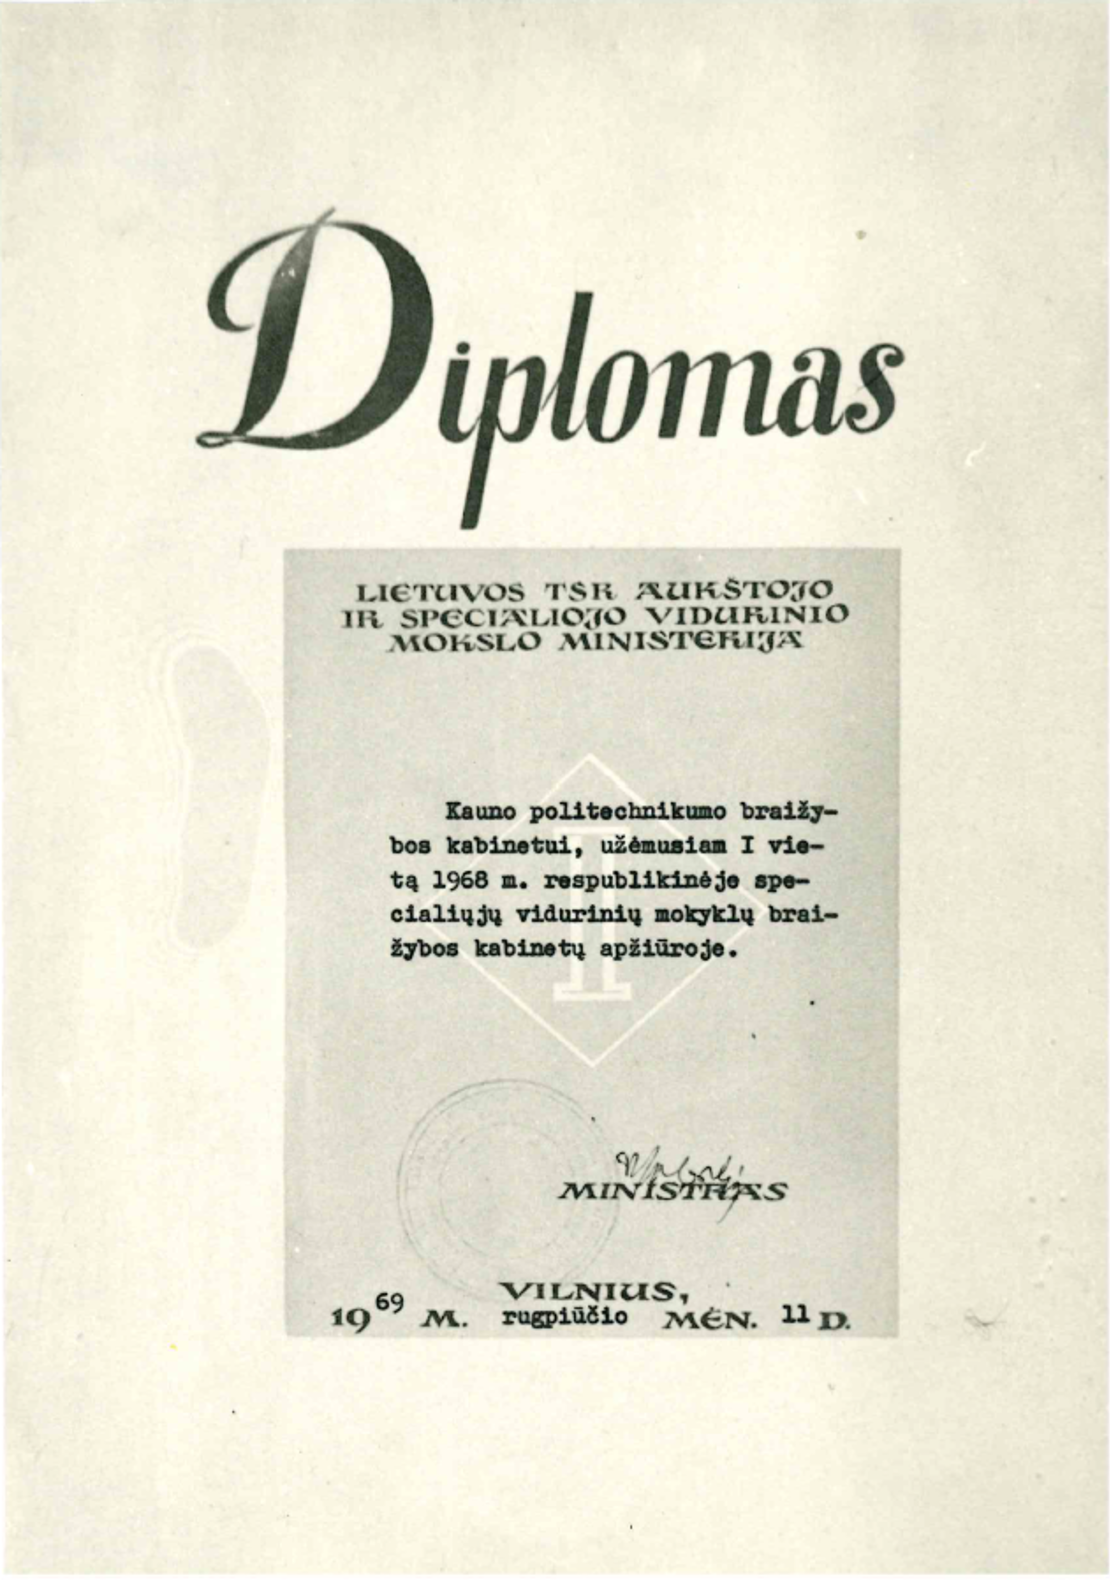 Diplomas
LIETUVOS TSR AUKŠTOJO
IR SPECIALIOJO VIDURINIO
MOKSLO MINISTERIJA
I
Kauno politechnikumo braižy-
bos kabinetui, užėmusiam I vie-
tą 1968 m. respublikinėje spe-
cialiųjų vidurinių mokyklų brai-
žybos kabinetų apžiūroje.
MINISTRAS
VILNIUS,
1969 M. rugpiūčio MĖN. 11 D.